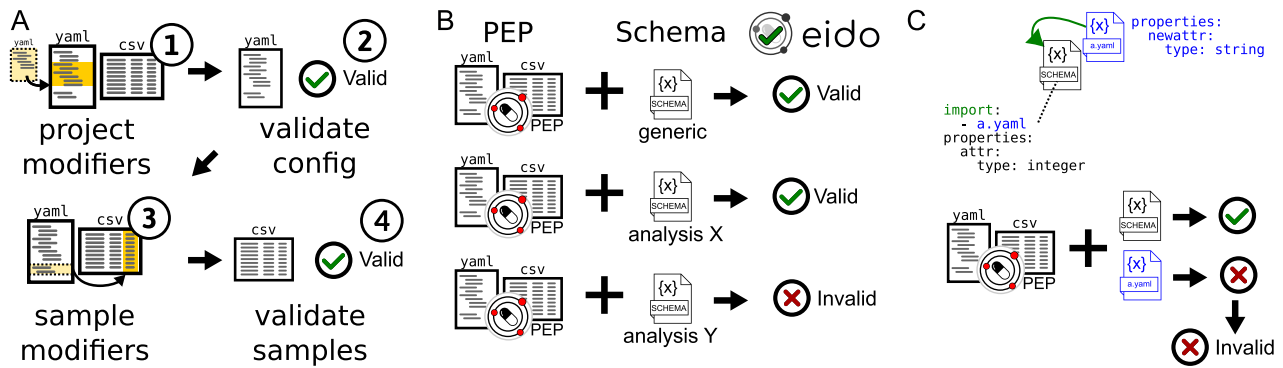 A
yaml
yaml
csv
1
project
modifiers
yaml
2
Valid
validate
config
yaml
csv
3
sample
modifiers
csv
4
Valid
validate
samples
B
PEP
Schema
eido
yaml
csv
PEP
{x}
SCHEMA
generic
Valid
yaml
csv
PEP
{x}
SCHEMA
analysis X
Valid
yaml
csv
PEP
{x}
SCHEMA
analysis Y
Invalid
C
{x}
a.yaml
properties:
newattr:
type: string
{x}
SCHEMA
import:
- a.yaml
properties:
attr:
type: integer
yaml
csv
PEP
{x}
SCHEMA
{x}
a.yaml
Invalid